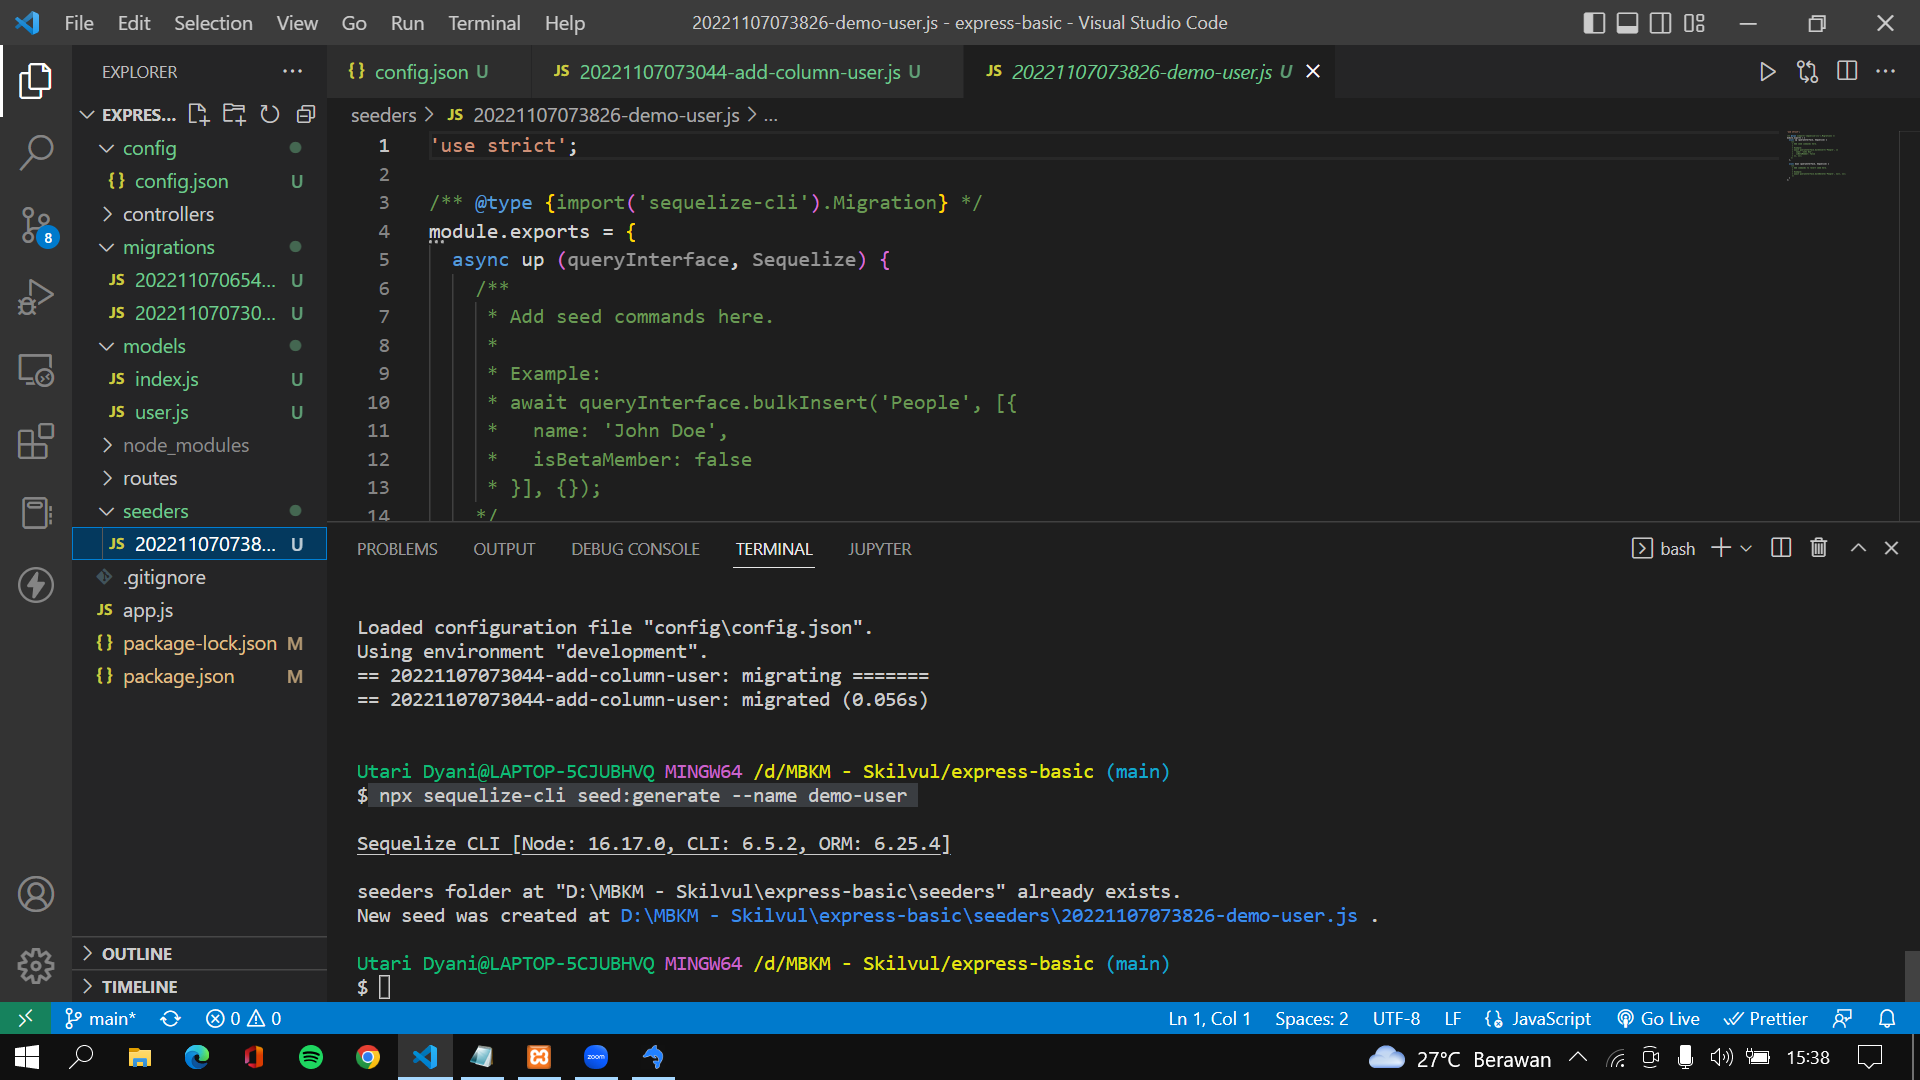 File Edit Selection View Go Run Terminal Help 20221107073826-demo-user.js - express-basic - Visual Studio Code
EXPLORER
config.json U 20221107073044-add-column-user.js U 20221107073826-demo-user.js U
EXPRES...
config
config.json U
controllers
migrations
202211070654... U
202211070730... U
models
index.js U
user.js U
node_modules
routes
seeders
202211070738... U
.gitignore
app.js
package-lock.json M
package.json M
OUTLINE
TIMELINE
8
seeders > JS 20221107073826-demo-user.js > ...
1 'use strict';
2
3 /** @type {import('sequelize-cli').Migration} */
4 module.exports = {
5 async up (queryInterface, Sequelize) {
6 /**
7 * Add seed commands here.
8 *
9 * Example:
10 * await queryInterface.bulkInsert('People', [{
11 * name: 'John Doe',
12 * isBetaMember: false
13 * }], {});
14 */
PROBLEMS OUTPUT DEBUG CONSOLE TERMINAL JUPYTER bash
Loaded configuration file "config\config.json".
Using environment "development".
== 20221107073044-add-column-user: migrating =======
== 20221107073044-add-column-user: migrated (0.056s)
Utari Dyani@LAPTOP-5CJUBHVQ MINGW64 /d/MBKM - Skilvul/express-basic (main)
$ npx sequelize-cli seed:generate --name demo-user
Sequelize CLI [Node: 16.17.0, CLI: 6.5.2, ORM: 6.25.4]
seeders folder at "D:\MBKM - Skilvul\express-basic\seeders" already exists.
New seed was created at D:\MBKM - Skilvul\express-basic\seeders\20221107073826-demo-user.js .
Utari Dyani@LAPTOP-5CJUBHVQ MINGW64 /d/MBKM - Skilvul/express-basic (main)
$
main* 0 0 Ln 1, Col 1 Spaces: 2 UTF-8 LF JavaScript Go Live Prettier
zoom 27°C Berawan 15:38